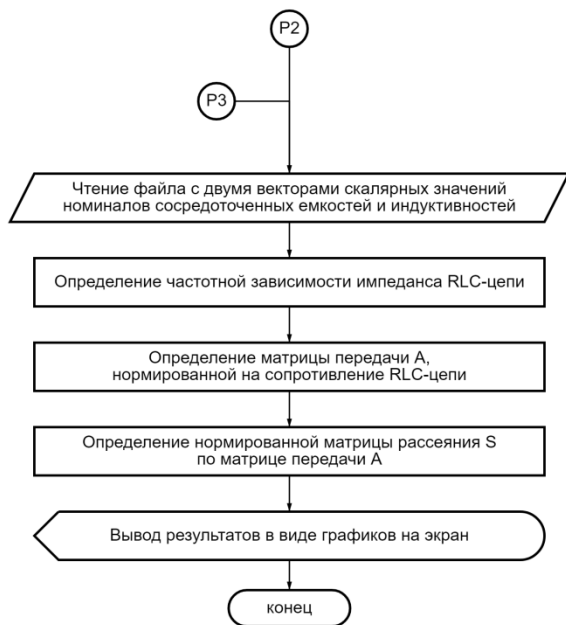 P2
P3
Чтение файла с двумя векторами скалярных значений
номиналов сосредоточенных емкостей и индуктивностей
Определение частотной зависимости импеданса RLC-цепи
Определение матрицы передачи A,
нормированной на сопротивление RLC-цепи
Определение нормированной матрицы рассеяния S
по матрице передачи A
Вывод результатов в виде графиков на экран
конец